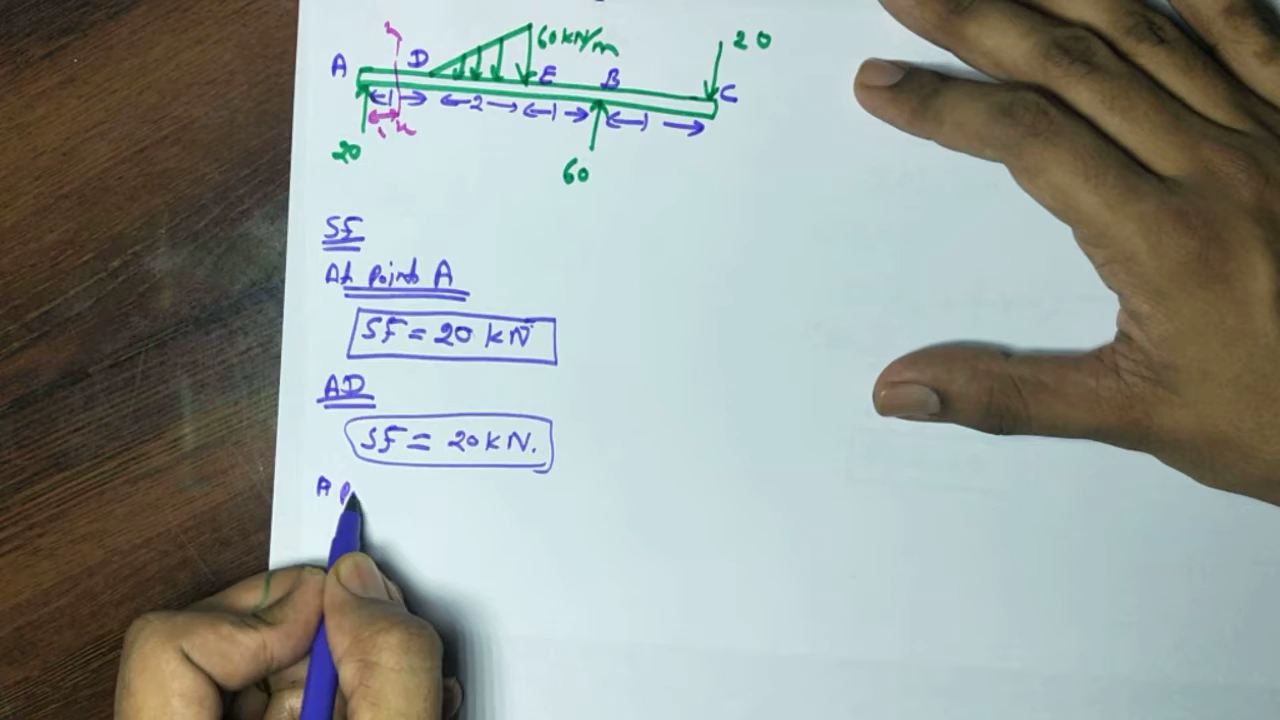 60 kN/m
20
A D E B C
1 2 1 1
x
20
60
SF
At point A
SF = 20 kN
AD
SF = 20 kN.
A p